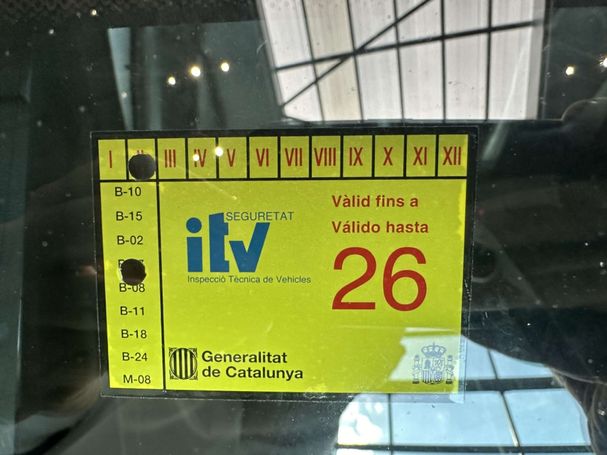 I III IV V VI VII VIII IX X XI XII
B-10
B-15
B-02
B-08
B-11
B-18
B-24
M-08
SEGURETAT
itv
Inspecció Tècnica de Vehicles
Vàlid fins a
Válido hasta
26
Generalitat
de Catalunya